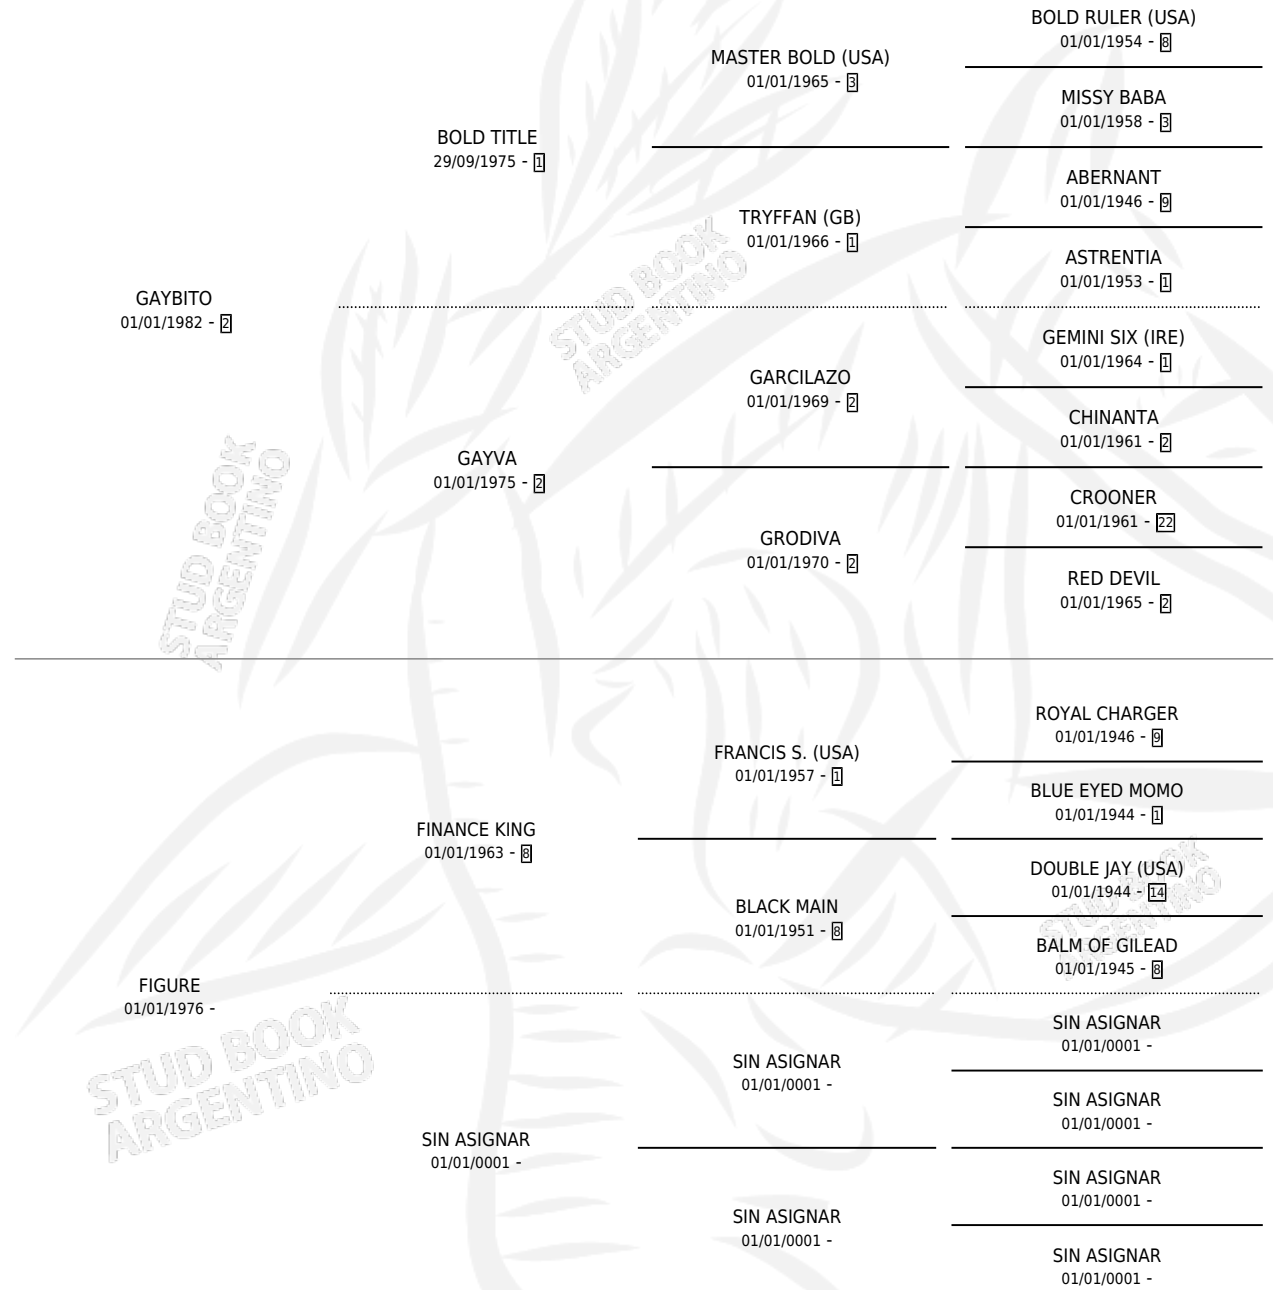 BOLD RULER (USA)
01/01/1954 - 8
MASTER BOLD (USA)
01/01/1965 - 3
MISSY BABA
01/01/1958 - 3
BOLD TITLE
29/09/1975 - 1
ABERNANT
01/01/1946 - 9
TRYFFAN (GB)
01/01/1966 - 1
ASTRENTIA
01/01/1953 - 1
GAYBITO
01/01/1982 - 2
STUD BOOK
ARGENTINO
GEMINI SIX (IRE)
01/01/1964 - 1
GARCILAZO
01/01/1969 - 2
CHINANTA
01/01/1961 - 2
GAYVA
01/01/1975 - 2
CROONER
01/01/1961 - 22
GRODIVA
01/01/1970 - 2
RED DEVIL
01/01/1965 - 2
STUD BOOK
ARGENTINO
ROYAL CHARGER
01/01/1946 - 9
FRANCIS S. (USA)
01/01/1957 - 1
BLUE EYED MOMO
01/01/1944 - 1
FINANCE KING
01/01/1963 - 8
DOUBLE JAY (USA)
01/01/1944 - 14
BLACK MAIN
01/01/1951 - 8
BALM OF GILEAD
01/01/1945 - 8
STUD BOOK
ARGENTINO
FIGURE
01/01/1976 -
SIN ASIGNAR
01/01/0001 -
SIN ASIGNAR
01/01/0001 -
SIN ASIGNAR
01/01/0001 -
STUD BOOK
ARGENTINO
SIN ASIGNAR
01/01/0001 -
SIN ASIGNAR
01/01/0001 -
SIN ASIGNAR
01/01/0001 -
SIN ASIGNAR
01/01/0001 -